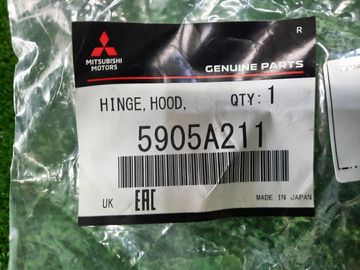 R
MITSUBISHI
MOTORS
GENUINE PARTS
HINGE,HOOD, QTY:1
5905A211
UK EAC MADE IN JAPAN